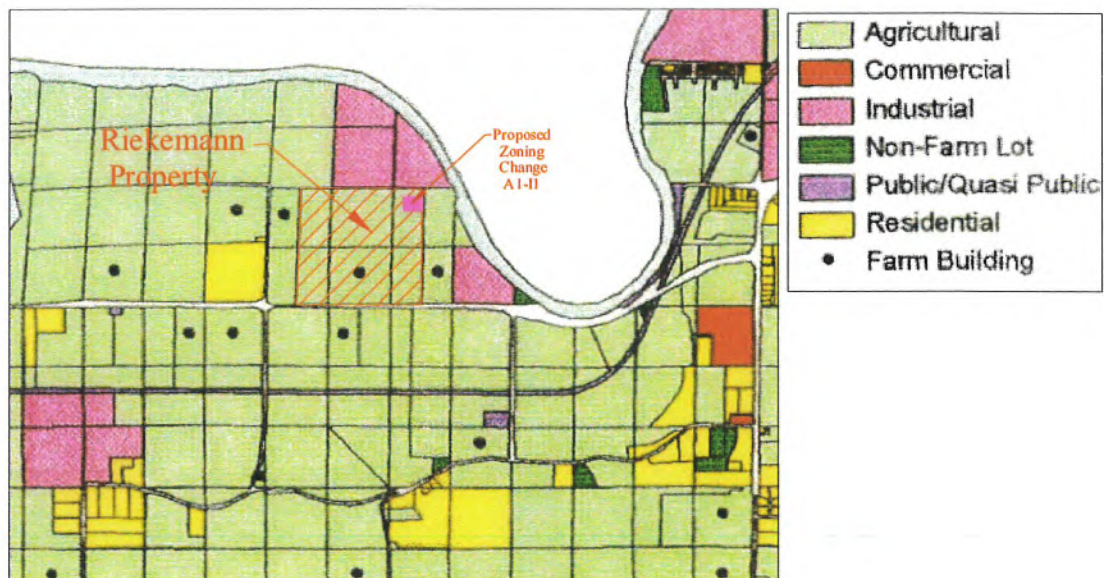 Riekemann
Property
Proposed
Zoning
Change
A1-I1
Agricultural
Commercial
Industrial
Non-Farm Lot
Public/Quasi Public
Residential
Farm Building